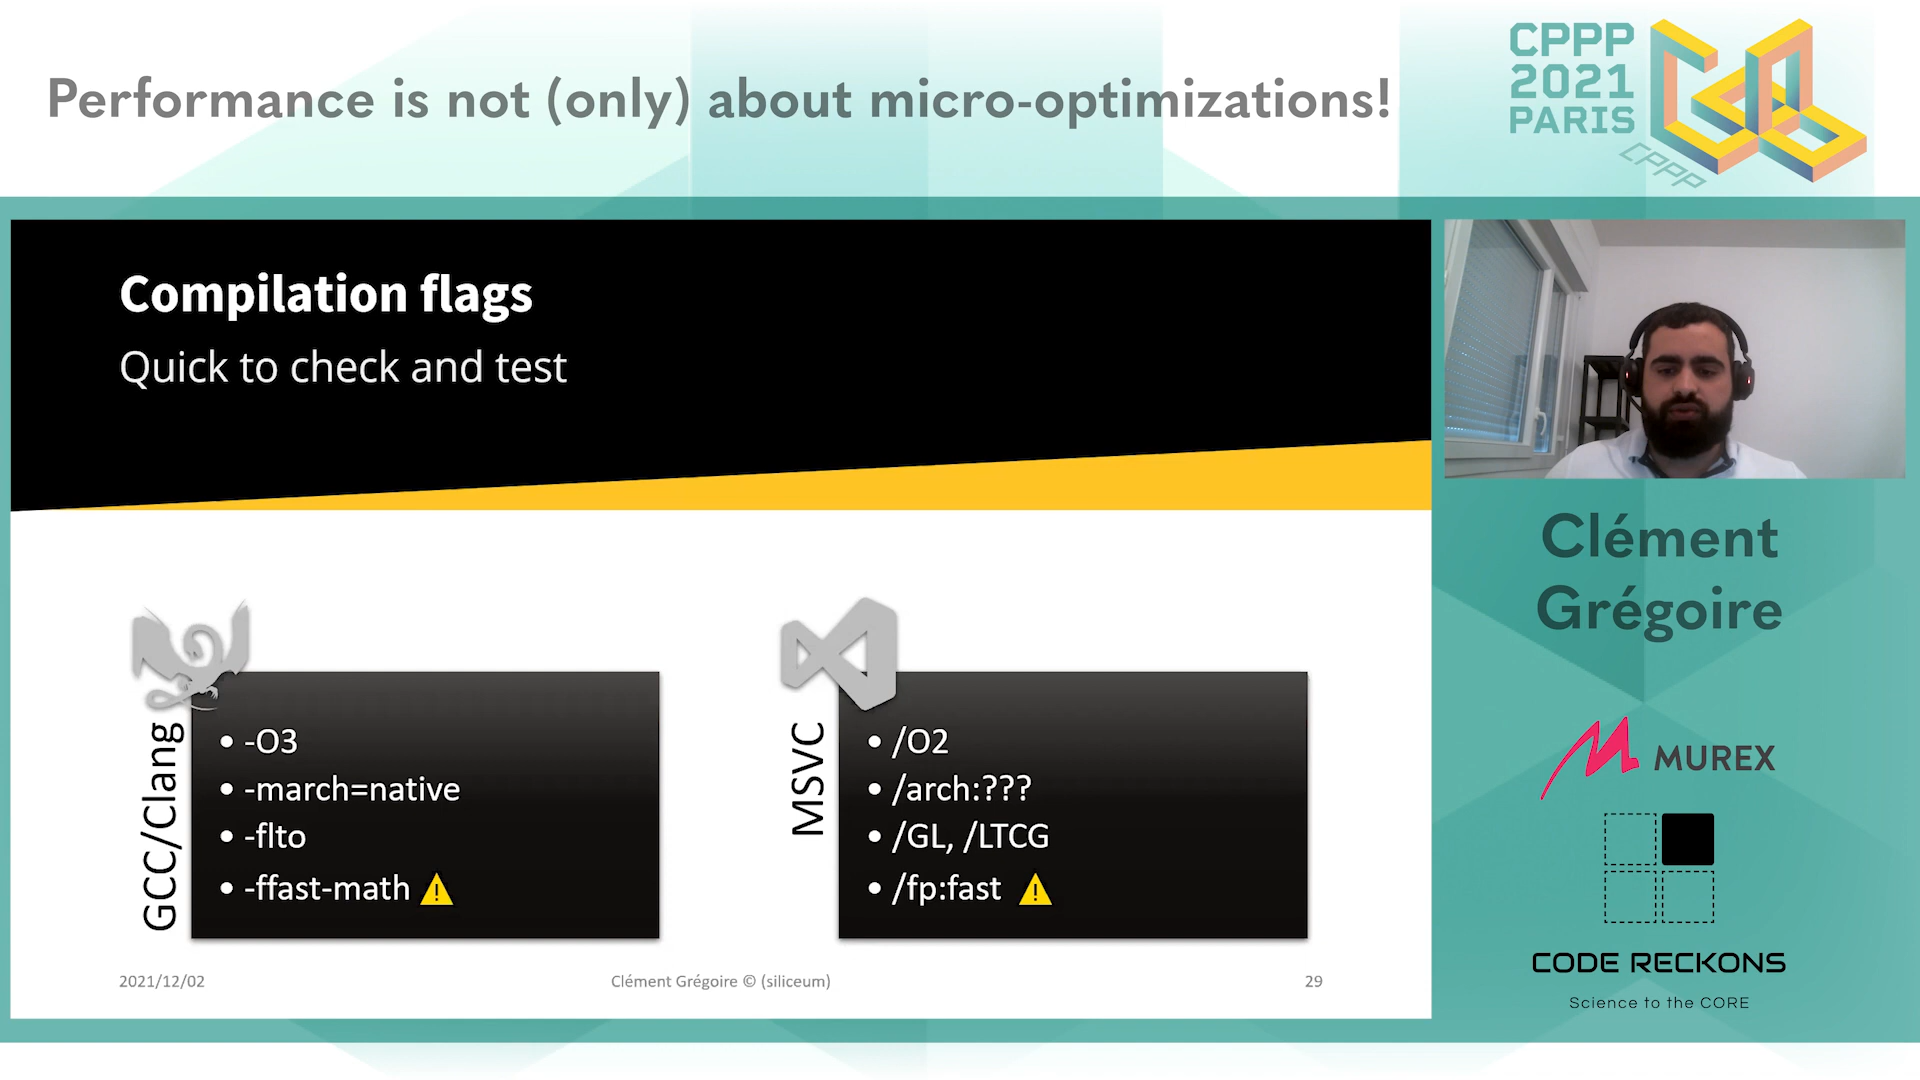 Performance is not (only) about micro-optimizations!
CPPP
2021
PARIS
CPPP
Compilation flags
Quick to check and test
GCC/Clang
• -O3
• -march=native
• -flto
• -ffast-math
MSVC
• /O2
• /arch:???
• /GL, /LTCG
• /fp:fast
2021/12/02
Clément Grégoire © (siliceum)
29
Clément
Grégoire
MUREX
CODE RECKONS
Science to the CORE